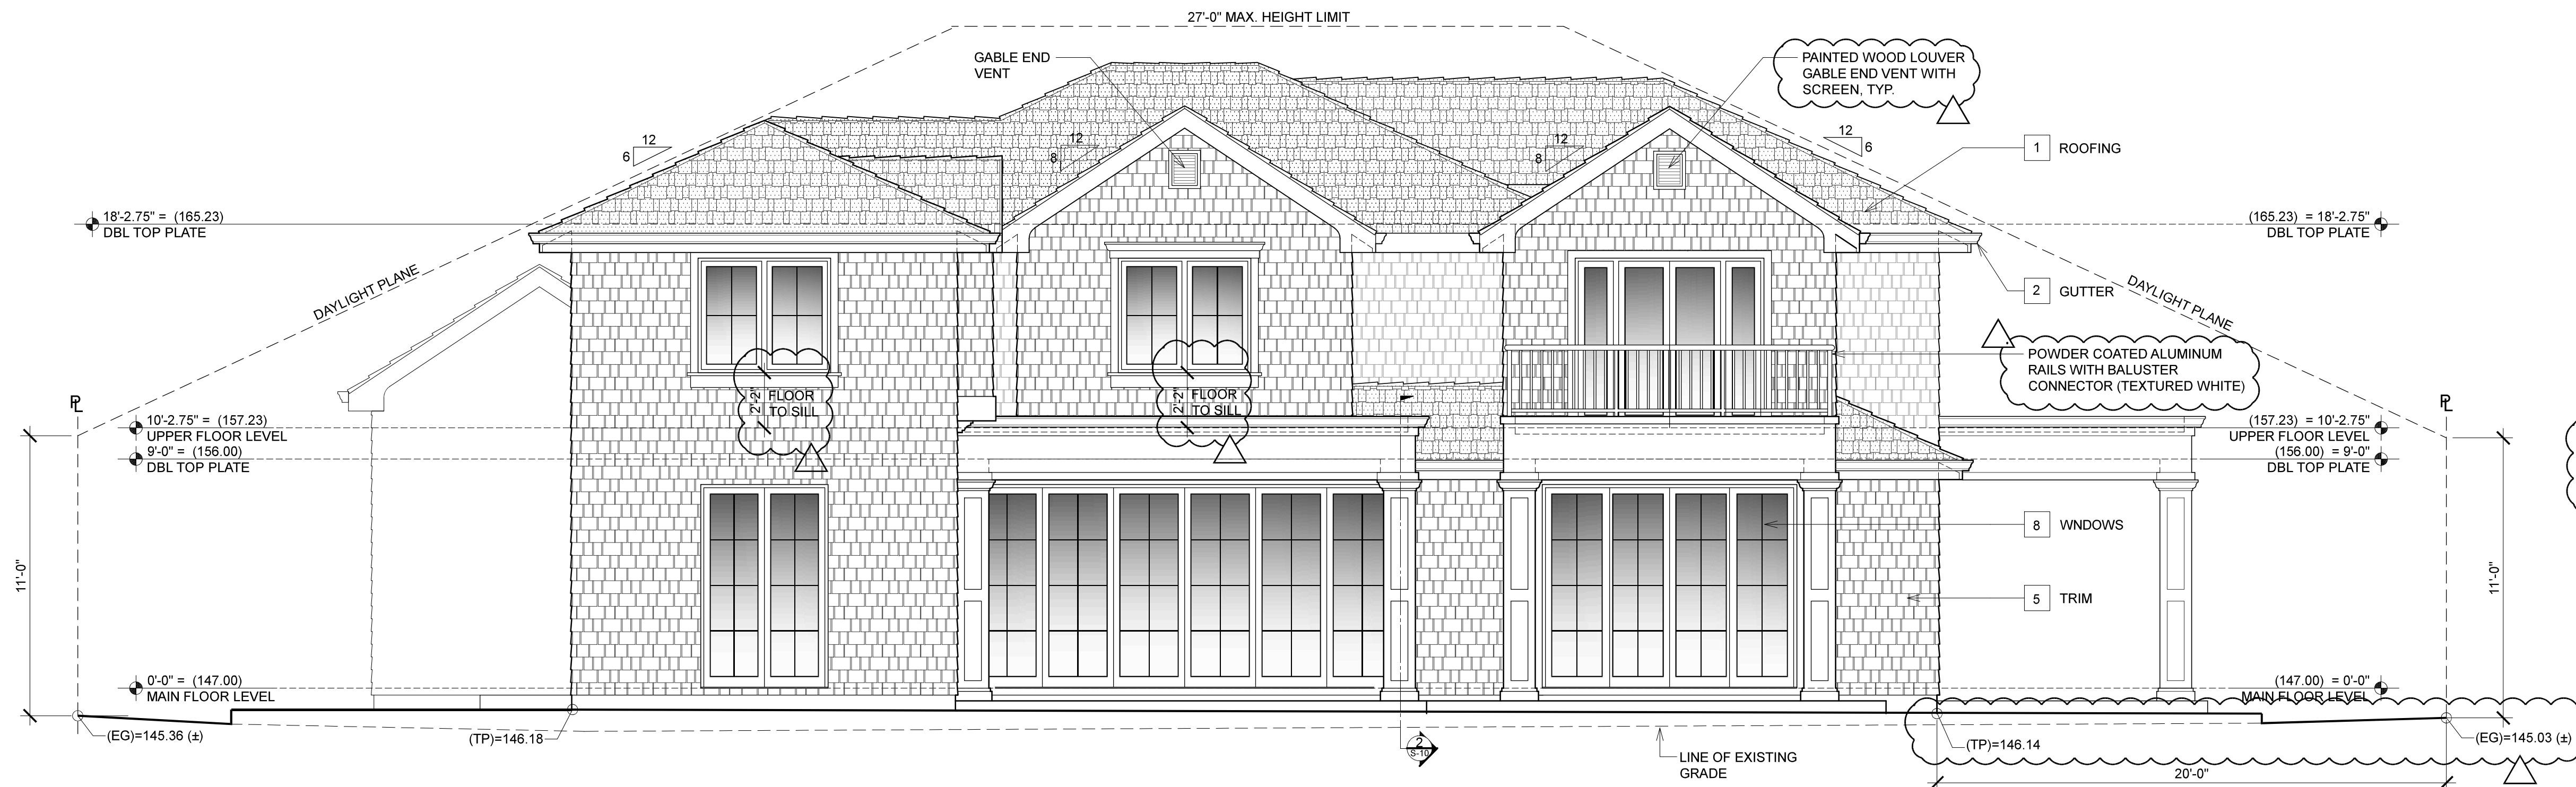 27'-0" MAX. HEIGHT LIMIT
GABLE END
VENT
PAINTED WOOD LOUVER
GABLE END VENT WITH
SCREEN, TYP.
12
6
12
8
12
8
12
6
1 ROOFING
18'-2.75" = (165.23)
DBL TOP PLATE
(165.23) = 18'-2.75"
DBL TOP PLATE
DAYLIGHT PLANE
DAYLIGHT PLANE
2 GUTTER
POWDER COATED ALUMINUM
RAILS WITH BALUSTER
CONNECTOR (TEXTURED WHITE)
2'-2"
FLOOR
TO SILL
2'-2"
FLOOR
TO SILL
PL
PL
10'-2.75" = (157.23)
UPPER FLOOR LEVEL
9'-0" = (156.00)
DBL TOP PLATE
(157.23) = 10'-2.75"
UPPER FLOOR LEVEL
(156.00) = 9'-0"
DBL TOP PLATE
8 WNDOWS
11'-0"
11'-0"
5 TRIM
0'-0" = (147.00)
MAIN FLOOR LEVEL
(147.00) = 0'-0"
MAIN FLOOR LEVEL
(EG)=145.36 (±)
(TP)=146.18
2
S-10
LINE OF EXISTING
GRADE
(TP)=146.14
(EG)=145.03 (±)
20'-0"